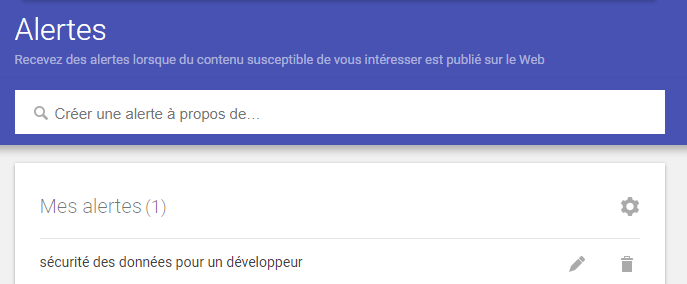 Alertes
Recevez des alertes lorsque du contenu susceptible de vous intéresser est publié sur le Web
Créer une alerte à propos de...
Mes alertes (1)
sécurité des données pour un développeur